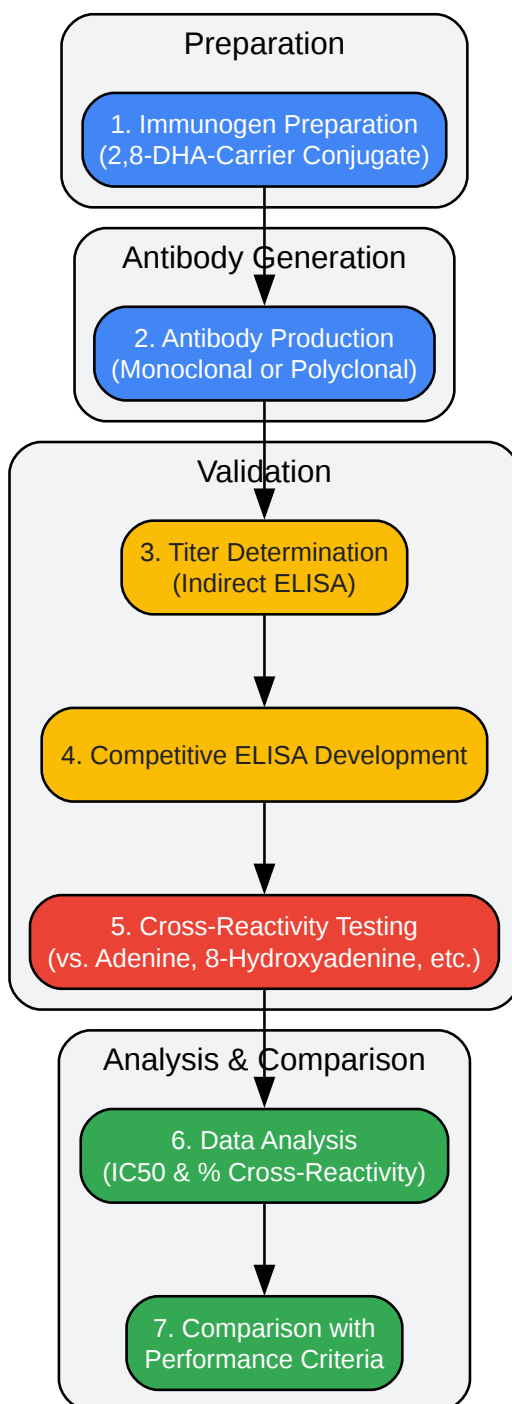 Preparation
1. Immunogen Preparation
(2,8-DHA-Carrier Conjugate)
Antibody Generation
2. Antibody Production
(Monoclonal or Polyclonal)
Validation
3. Titer Determination
(Indirect ELISA)
4. Competitive ELISA Development
5. Cross-Reactivity Testing
(vs. Adenine, 8-Hydroxyadenine, etc.)
Analysis & Comparison
6. Data Analysis
(IC50 & % Cross-Reactivity)
7. Comparison with
Performance Criteria